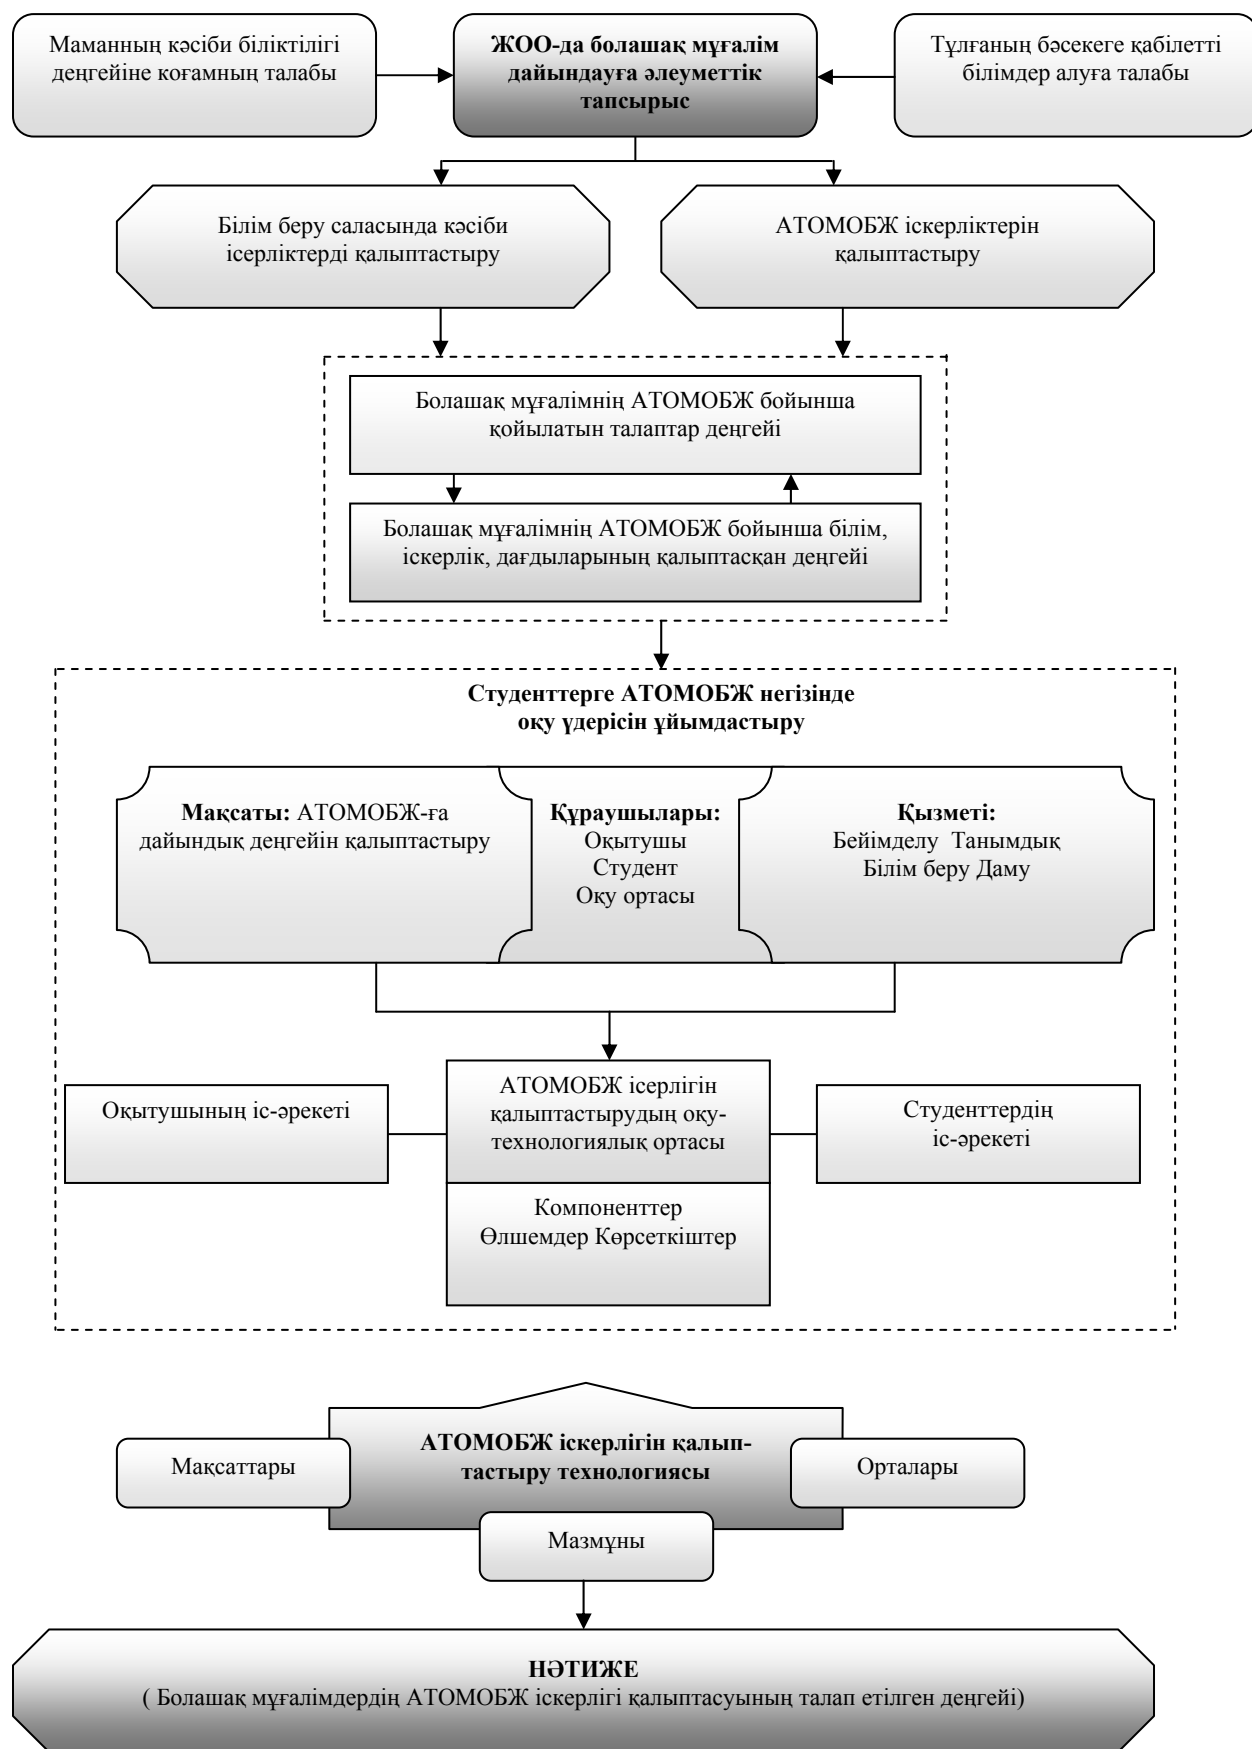 Маманның кәсіби біліктілігі
деңгейіне коғамның талабы
ЖОО-да болашақ мұғалім
дайындауға әлеуметтік
тапсырыс
Тұлғаның бәсекеге қабілетті
білімдер алуға талабы
Білім беру саласында кәсіби
ісерліктерді қалыптастыру
АТОМОБЖ іскерліктерін
қалыптастыру
Болашақ мұғалімнің АТОМОБЖ бойынша
қойылатын талаптар деңгейі
Болашақ мұғалімнің АТОМОБЖ бойынша білім,
іскерлік, дағдыларының қалыптасқан деңгейі
Студенттерге АТОМОБЖ негізінде
оқу үдерісін ұйымдастыру
Мақсаты: АТОМОБЖ-ға
дайындық деңгейін қалыптастыру
Құраушылары:
Оқытушы
Студент
Оқу ортасы
Қызметі:
Бейімделу Танымдық
Білім беру Даму
Оқытушының іс-әрекеті
АТОМОБЖ ісерлігін
қалыптастырудың оқу-
технологиялық ортасы
Студенттердің
іс-әрекеті
Компоненттер
Өлшемдер Көрсеткіштер
АТОМОБЖ іскерлігін қалып-
тастыру технологиясы
Мақсаттары
Орталары
Мазмұны
НӘТИЖЕ
( Болашақ мұғалімдердің АТОМОБЖ іскерлігі қалыптасуының талап етілген деңгейі)